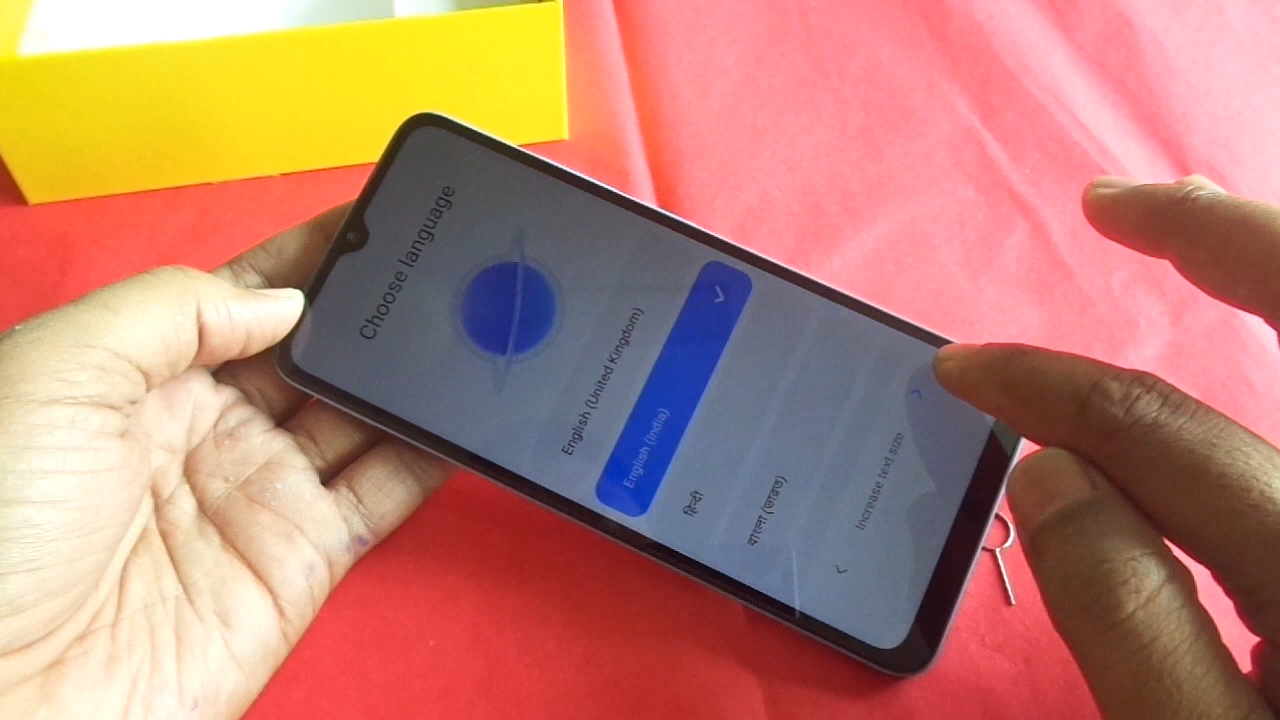 Choose language
English (United Kingdom)
English (India)
हिन्दी
বাংলা (ভারত)
Increase text size